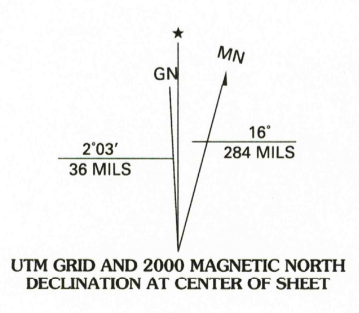 ★
MN
GN
2°03′
36 MILS
16°
284 MILS
UTM GRID AND 2000 MAGNETIC NORTH
DECLINATION AT CENTER OF SHEET